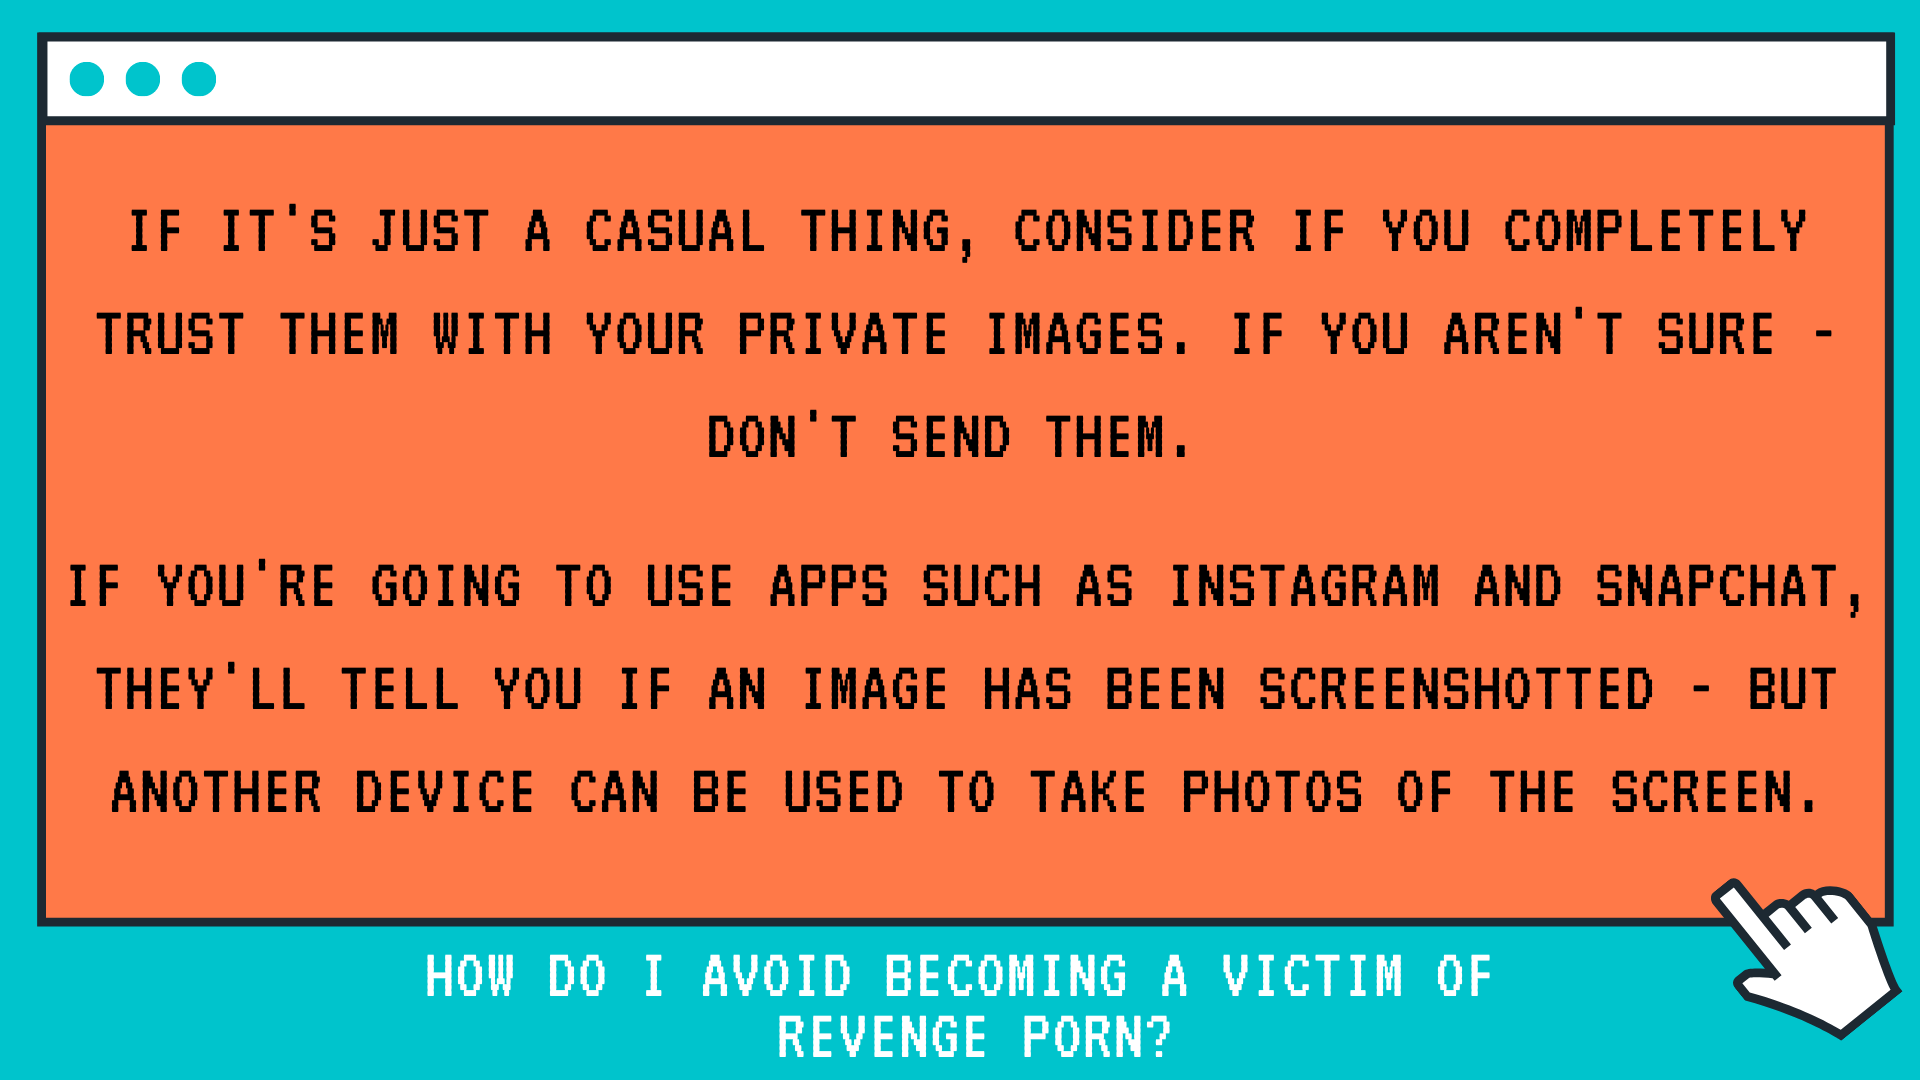 IF IT'S JUST A CASUAL THING, CONSIDER IF YOU COMPLETELY
TRUST THEM WITH YOUR PRIVATE IMAGES. IF YOU AREN'T SURE -
DON'T SEND THEM.
IF YOU'RE GOING TO USE APPS SUCH AS INSTAGRAM AND SNAPCHAT,
THEY'LL TELL YOU IF AN IMAGE HAS BEEN SCREENSHOTTED - BUT
ANOTHER DEVICE CAN BE USED TO TAKE PHOTOS OF THE SCREEN.
HOW DO I AVOID BECOMING A VICTIM OF
REVENGE PORN?